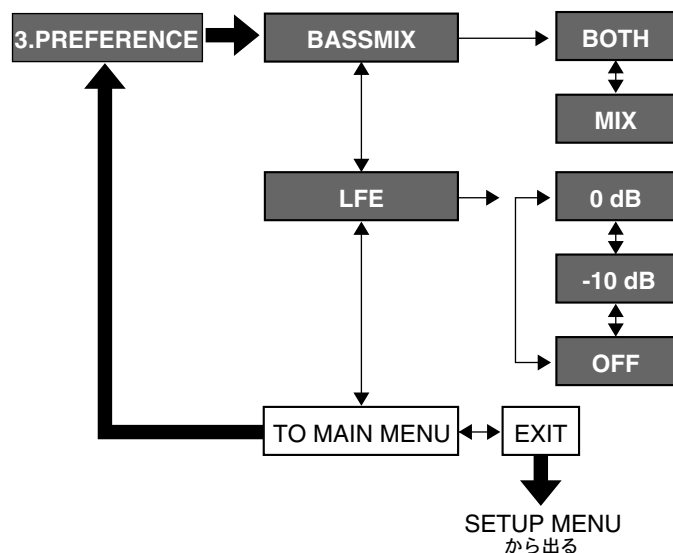 3.PREFERENCE
BASSMIX
BOTH
MIX
LFE
0 dB
-10 dB
OFF
TO MAIN MENU
EXIT
SETUP MENU
から出る